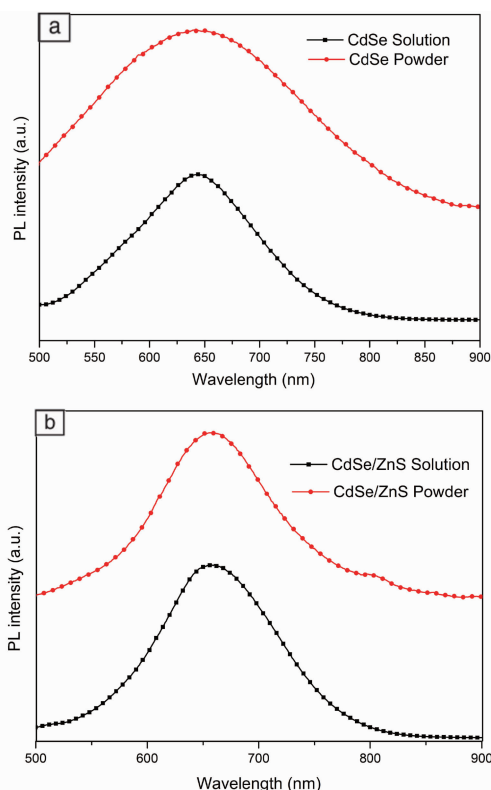 a
CdSe Solution
CdSe Powder
PL intensity (a.u.)
500 550 600 650 700 750 800 850 900
Wavelength (nm)
b
CdSe/ZnS Solution
CdSe/ZnS Powder
PL intensity (a.u.)
500 600 700 800 900
Wavelength (nm)